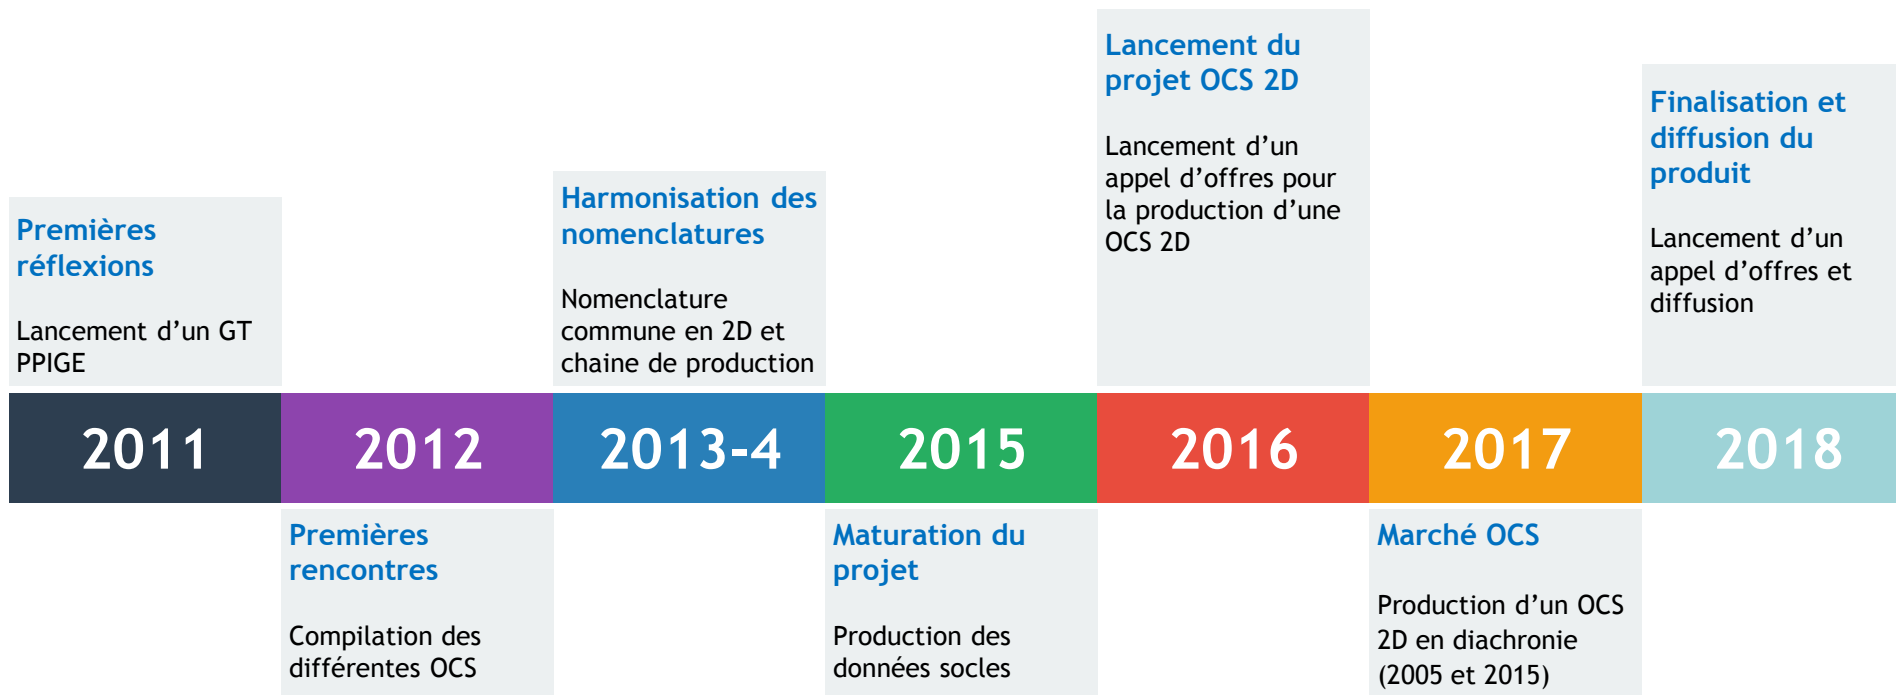 Premières
réflexions
Lancement d’un GT
PPIGE
Harmonisation des
nomenclatures
Nomenclature
commune en 2D et
chaine de production
Lancement du
projet OCS 2D
Lancement d’un
appel d’offres pour
la production d’une
OCS 2D
Finalisation et
diffusion du
produit
Lancement d’un
appel d’offres et
diffusion
2011
2012
2013-4
2015
2016
2017
2018
Premières
rencontres
Compilation des
différentes OCS
Maturation du
projet
Production des
données socles
Marché OCS
Production d’un OCS
2D en diachronie
(2005 et 2015)